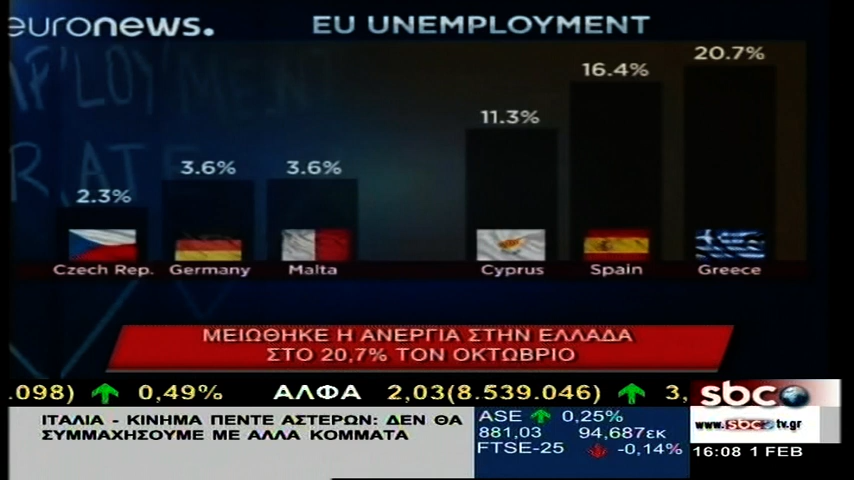 euronews.
EU UNEMPLOYMENT
2.3%
3.6%
3.6%
11.3%
16.4%
20.7%
Czech Rep.
Germany
Malta
Cyprus
Spain
Greece
ΜΕΙΩΘΗΚΕ Η ΑΝΕΡΓΙΑ ΣΤΗΝ ΕΛΛΑΔΑ
ΣΤΟ 20,7% ΤΟΝ ΟΚΤΩΒΡΙΟ
.098) 0,49% ΑΛΦΑ 2,03(8.539.046) 3,
sbc
www.sbctv.gr
ΙΤΑΛΙΑ - ΚΙΝΗΜΑ ΠΕΝΤΕ ΑΣΤΕΡΩΝ: ΔΕΝ ΘΑ
ΣΥΜΜΑΧΗΣΟΥΜΕ ΜΕ ΑΛΛΑ ΚΟΜΜΑΤΑ
ASE 0,25%
881,03 94,687εκ
FTSE-25 -0,14%
16:08 1 FEB